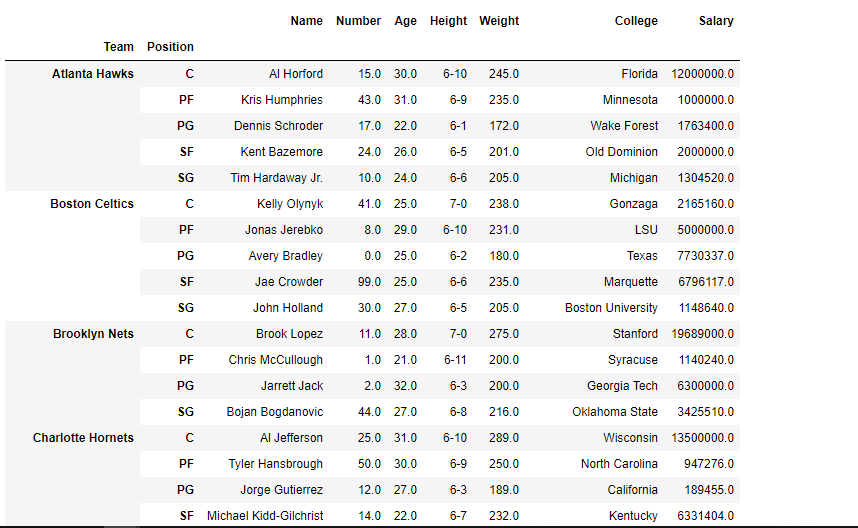 Name Number Age Height Weight College Salary
Team Position
Atlanta Hawks C Al Horford 15.0 30.0 6-10 245.0 Florida 12000000.0
PF Kris Humphries 43.0 31.0 6-9 235.0 Minnesota 1000000.0
PG Dennis Schroder 17.0 22.0 6-1 172.0 Wake Forest 1763400.0
SF Kent Bazemore 24.0 26.0 6-5 201.0 Old Dominion 2000000.0
SG Tim Hardaway Jr. 10.0 24.0 6-6 205.0 Michigan 1304520.0
Boston Celtics C Kelly Olynyk 41.0 25.0 7-0 238.0 Gonzaga 2165160.0
PF Jonas Jerebko 8.0 29.0 6-10 231.0 LSU 5000000.0
PG Avery Bradley 0.0 25.0 6-2 180.0 Texas 7730337.0
SF Jae Crowder 99.0 25.0 6-6 235.0 Marquette 6796117.0
SG John Holland 30.0 27.0 6-5 205.0 Boston University 1148640.0
Brooklyn Nets C Brook Lopez 11.0 28.0 7-0 275.0 Stanford 19689000.0
PF Chris McCullough 1.0 21.0 6-11 200.0 Syracuse 1140240.0
PG Jarrett Jack 2.0 32.0 6-3 200.0 Georgia Tech 6300000.0
SG Bojan Bogdanovic 44.0 27.0 6-8 216.0 Oklahoma State 3425510.0
Charlotte Hornets C Al Jefferson 25.0 31.0 6-10 289.0 Wisconsin 13500000.0
PF Tyler Hansbrough 50.0 30.0 6-9 250.0 North Carolina 947276.0
PG Jorge Gutierrez 12.0 27.0 6-3 189.0 California 189455.0
SF Michael Kidd-Gilchrist 14.0 22.0 6-7 232.0 Kentucky 6331404.0